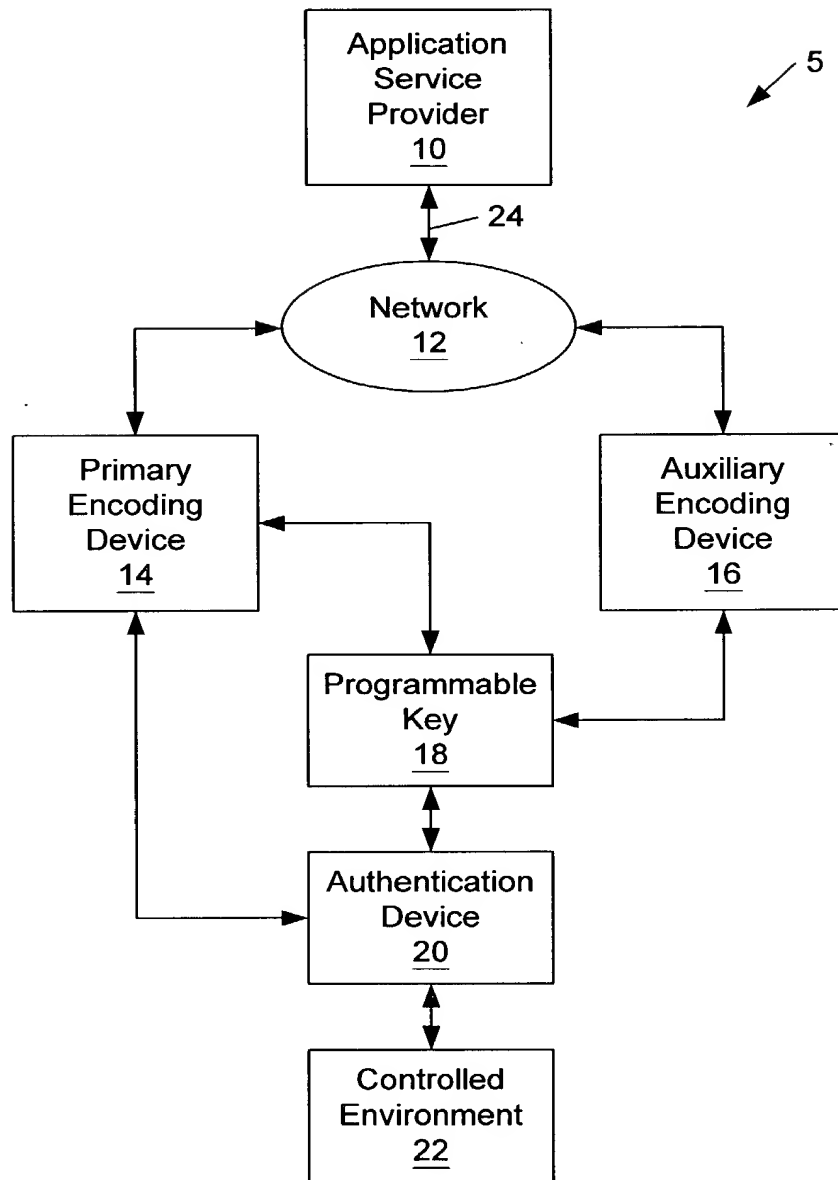 Application
Service
Provider
10
5
24
Network
12
Primary
Encoding
Device
14
Auxiliary
Encoding
Device
16
Programmable
Key
18
Authentication
Device
20
Controlled
Environment
22